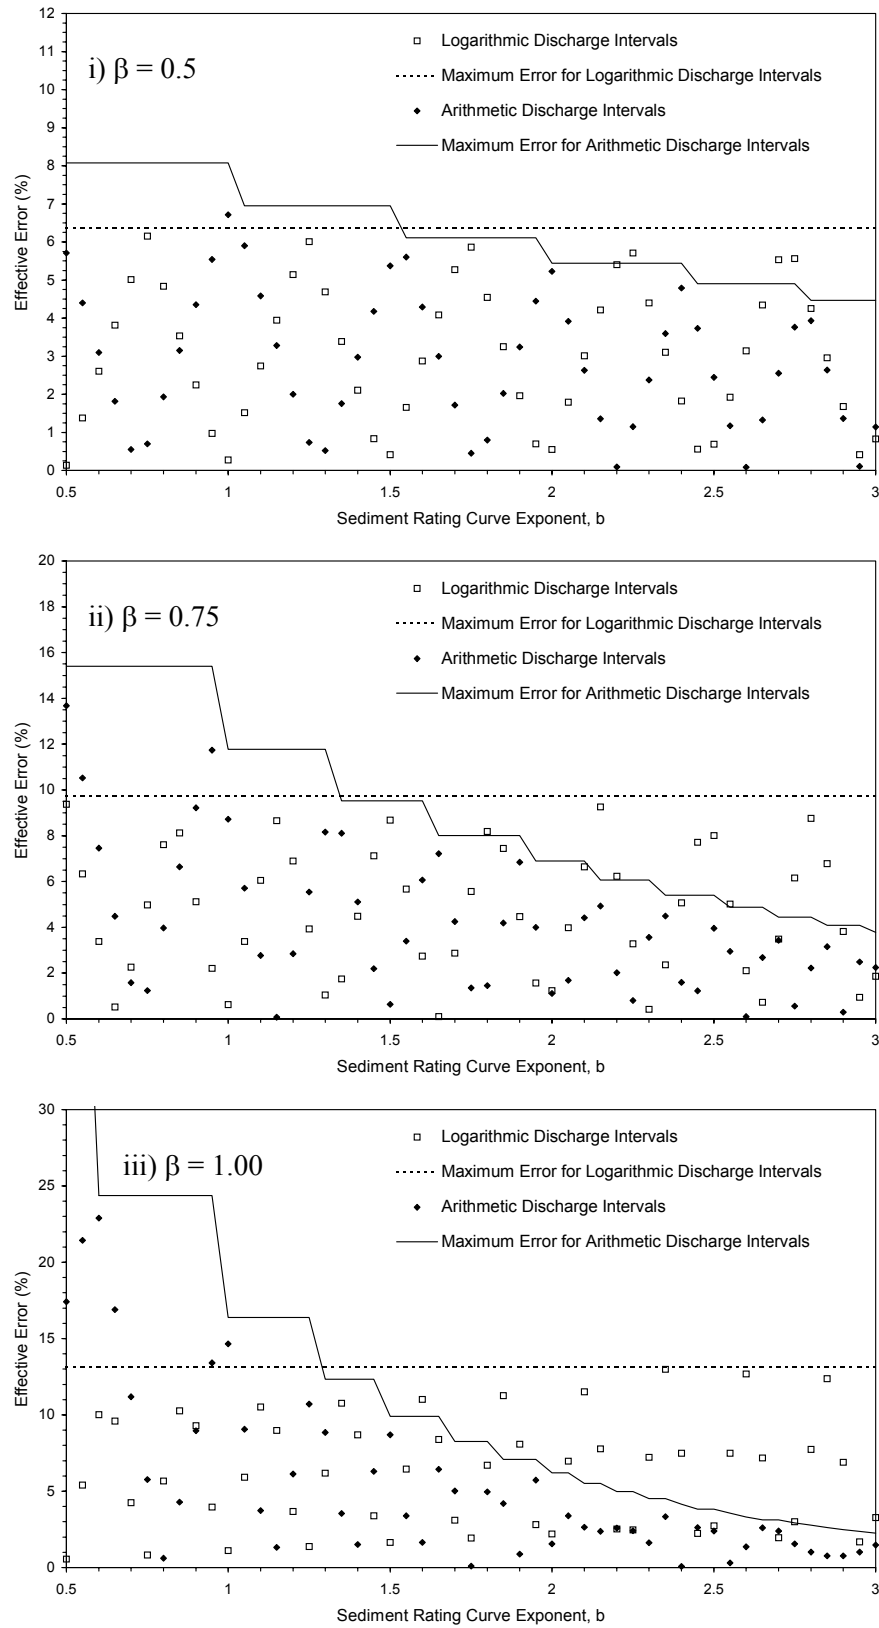 12
11
10
9
8
7
6
5
4
3
2
1
0
Effective Error (%)
i) β = 0.5
Logarithmic Discharge Intervals
Maximum Error for Logarithmic Discharge Intervals
Arithmetic Discharge Intervals
Maximum Error for Arithmetic Discharge Intervals
0.5 1 1.5 2 2.5 3
Sediment Rating Curve Exponent, b
20
18
16
14
12
10
8
6
4
2
0
Effective Error (%)
ii) β = 0.75
Logarithmic Discharge Intervals
Maximum Error for Logarithmic Discharge Intervals
Arithmetic Discharge Intervals
Maximum Error for Arithmetic Discharge Intervals
0.5 1 1.5 2 2.5 3
Sediment Rating Curve Exponent, b
30
25
20
15
10
5
0
Effective Error (%)
iii) β = 1.00
Logarithmic Discharge Intervals
Maximum Error for Logarithmic Discharge Intervals
Arithmetic Discharge Intervals
Maximum Error for Arithmetic Discharge Intervals
0.5 1 1.5 2 2.5 3
Sediment Rating Curve Exponent, b